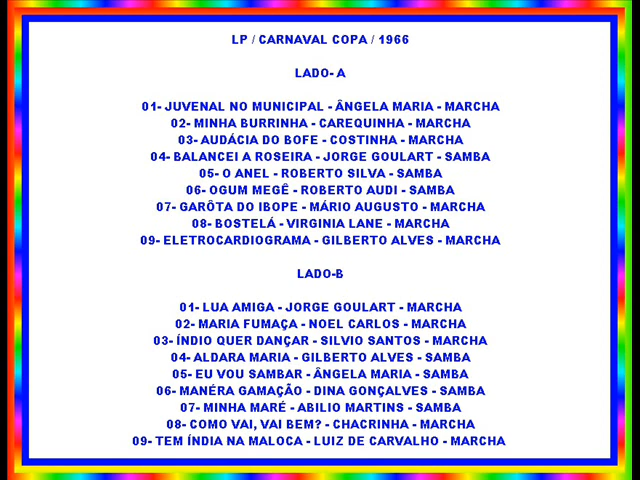 LP / CARNAVAL COPA / 1966
LADO- A
01- JUVENAL NO MUNICIPAL - ÂNGELA MARIA - MARCHA
02- MINHA BURRINHA - CAREQUINHA - MARCHA
03- AUDÁCIA DO BOFE - COSTINHA - MARCHA
04- BALANCEI A ROSEIRA - JORGE GOULART - SAMBA
05- O ANEL - ROBERTO SILVA - SAMBA
06- OGUM MEGÊ - ROBERTO AUDI - SAMBA
07- GARÔTA DO IBOPE - MÁRIO AUGUSTO - MARCHA
08- BOSTELÁ - VIRGINIA LANE - MARCHA
09- ELETROCARDIOGRAMA - GILBERTO ALVES - MARCHA
LADO-B
01- LUA AMIGA - JORGE GOULART - MARCHA
02- MARIA FUMAÇA - NOEL CARLOS - MARCHA
03- ÍNDIO QUER DANÇAR - SILVIO SANTOS - MARCHA
04- ALDARA MARIA - GILBERTO ALVES - SAMBA
05- EU VOU SAMBAR - ÂNGELA MARIA - SAMBA
06- MANÉRA GAMAÇÃO - DINA GONÇALVES - SAMBA
07- MINHA MARÉ - ABILIO MARTINS - SAMBA
08- COMO VAI, VAI BEM? - CHACRINHA - MARCHA
09- TEM ÍNDIA NA MALOCA - LUIZ DE CARVALHO - MARCHA